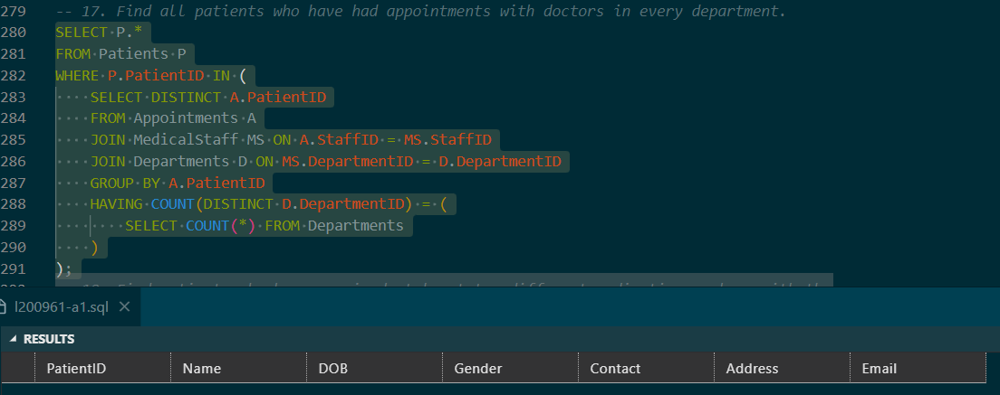 279 -- 17. Find all patients who have had appointments with doctors in every department.
280 SELECT P.*
281 FROM Patients P
282 WHERE P.PatientID IN (
283 SELECT DISTINCT A.PatientID
284 FROM Appointments A
285 JOIN MedicalStaff MS ON A.StaffID = MS.StaffID
286 JOIN Departments D ON MS.DepartmentID = D.DepartmentID
287 GROUP BY A.PatientID
288 HAVING COUNT(DISTINCT D.DepartmentID) = (
289 SELECT COUNT(*) FROM Departments
290 )
291 );
l200961-a1.sql
RESULTS
PatientID Name DOB Gender Contact Address Email